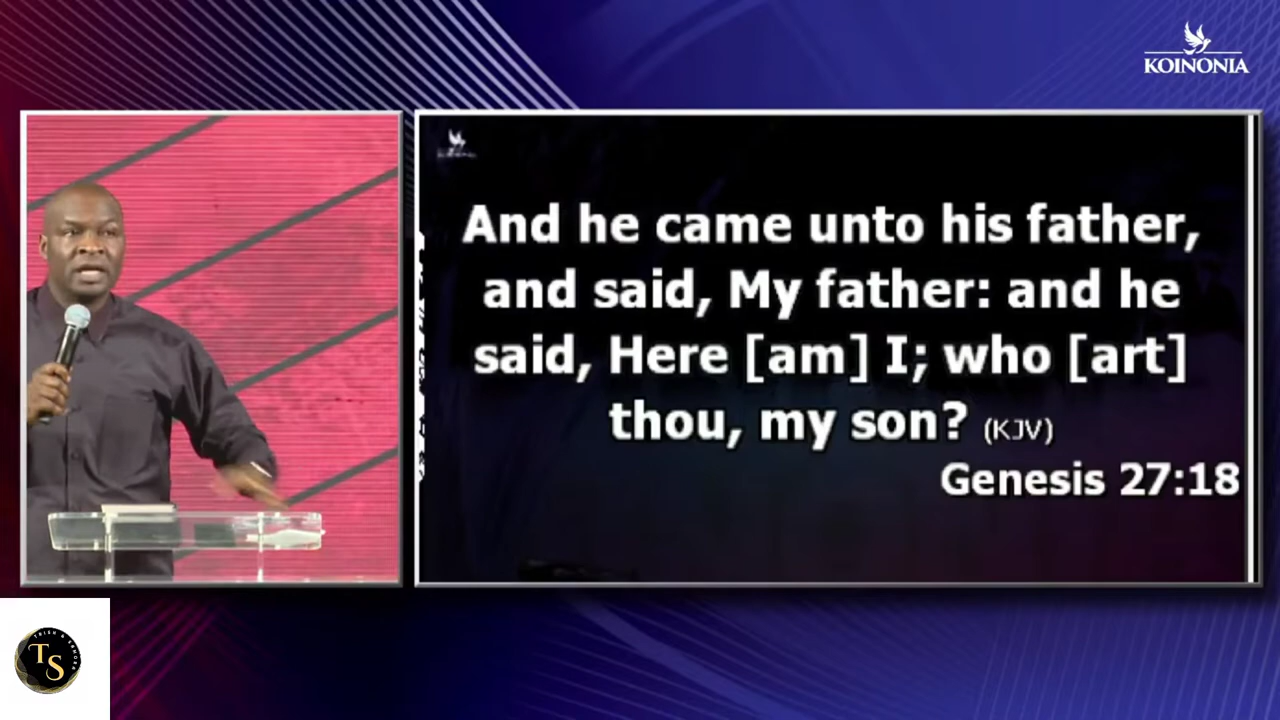 KOINONIA
And he came unto his father,
and said, My father: and he
said, Here [am] I; who [art]
thou, my son? (KJV)
Genesis 27:18
TS